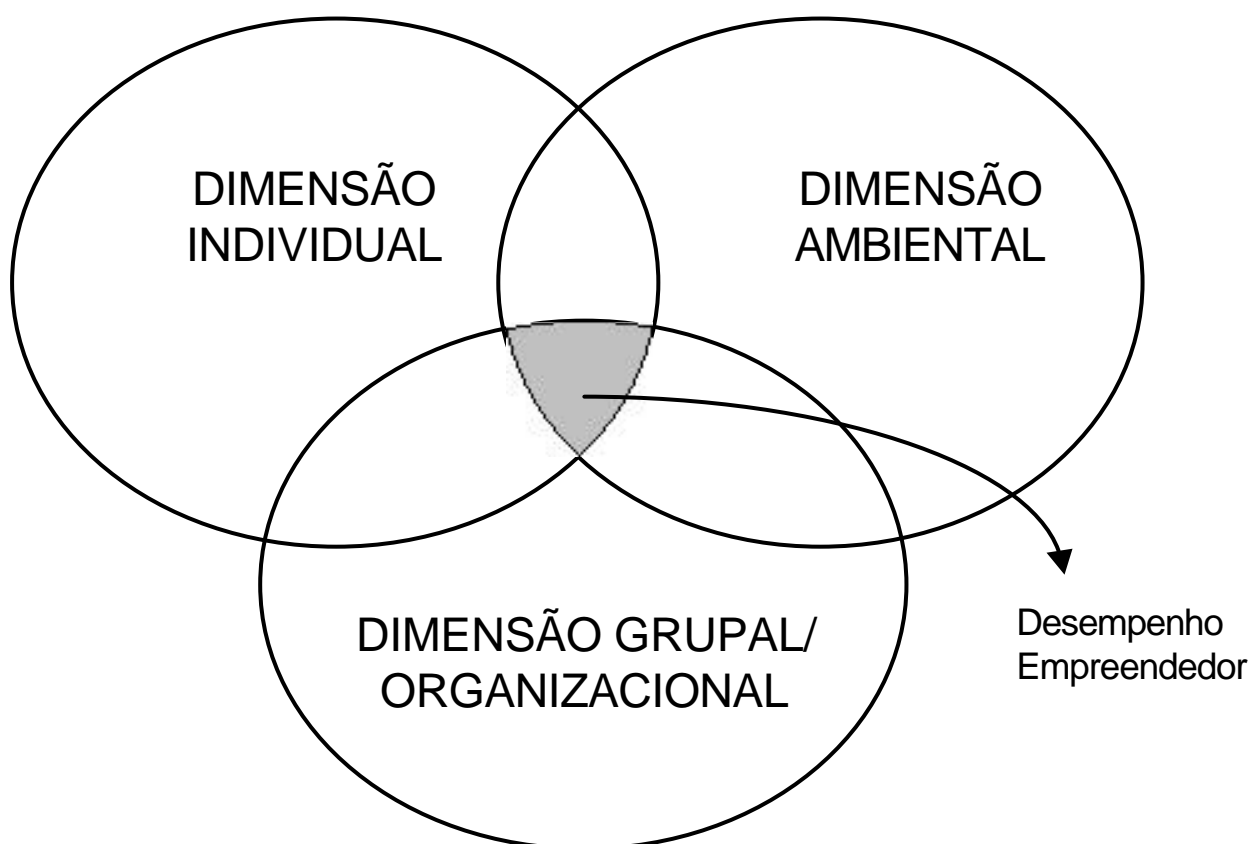 DIMENSÃO
INDIVIDUAL
DIMENSÃO
AMBIENTAL
DIMENSÃO GRUPAL/
ORGANIZACIONAL
Desempenho
Empreendedor